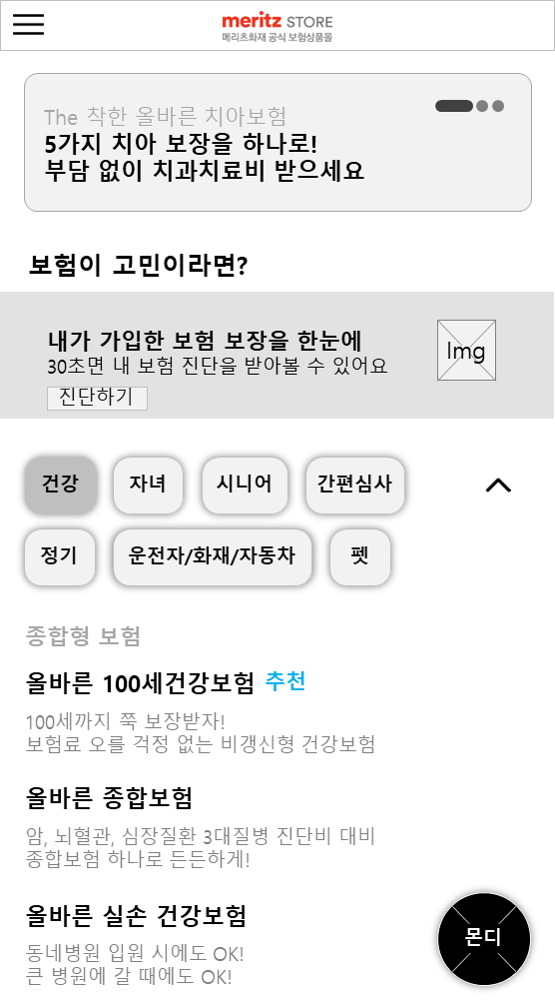 meritz STORE
메리츠화재 공식 보험상품몰
The 착한 올바른 치아보험
5가지 치아 보장을 하나로!
부담 없이 치과치료비 받으세요
보험이 고민이라면?
내가 가입한 보험 보장을 한눈에
30초면 내 보험 진단을 받아볼 수 있어요
Img
진단하기
건강 자녀 시니어 간편심사
정기 운전자/화재/자동차 펫
종합형 보험
올바른 100세건강보험 추천
100세까지 쭉 보장받자!
보험료 오를 걱정 없는 비갱신형 건강보험
올바른 종합보험
암, 뇌혈관, 심장질환 3대질병 진단비 대비
종합보험 하나로 든든하게!
올바른 실손 건강보험
몬디
동네병원 입원 시에도 OK!
큰 병원에 갈 때에도 OK!